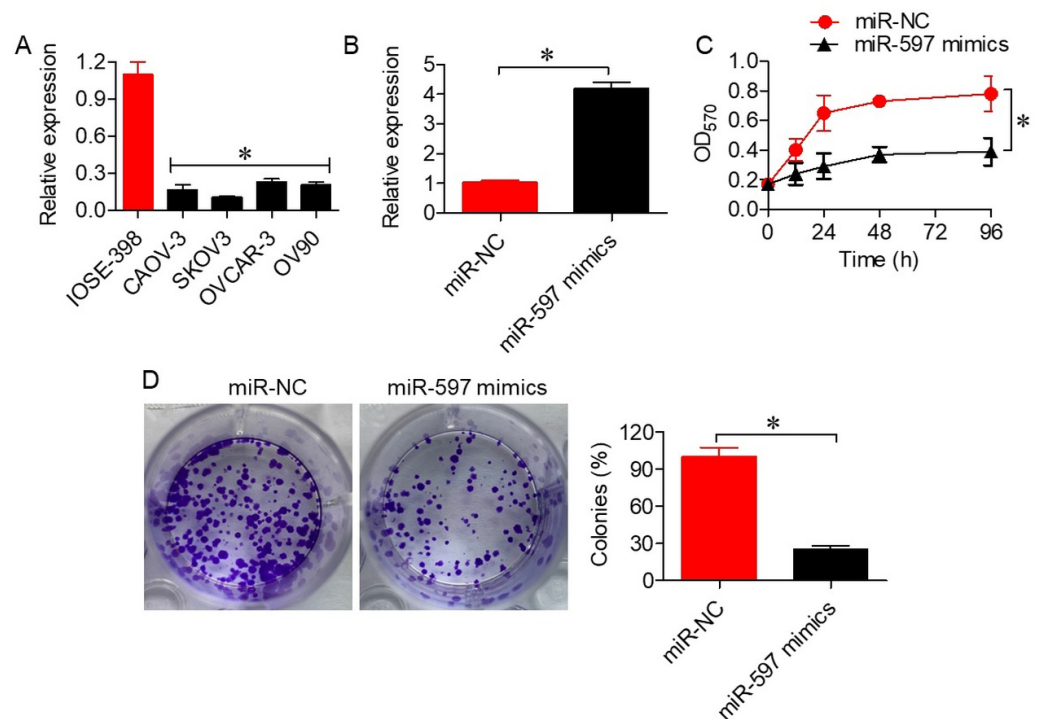 A
Relative expression
1.2
0.9
0.6
0.3
0.0
*
IOSE-398
CAOV-3
SKOV3
OVCAR-3
OV90
B
Relative expression
5
4
3
2
1
0
*
miR-NC
miR-597 mimics
C
miR-NC
miR-597 mimics
OD570
1.0
0.8
0.6
0.4
0.2
0.0
*
0 24 48 72 96
Time (h)
D
miR-NC
miR-597 mimics
Colonies (%)
120
90
60
30
0
*
miR-NC
miR-597 mimics